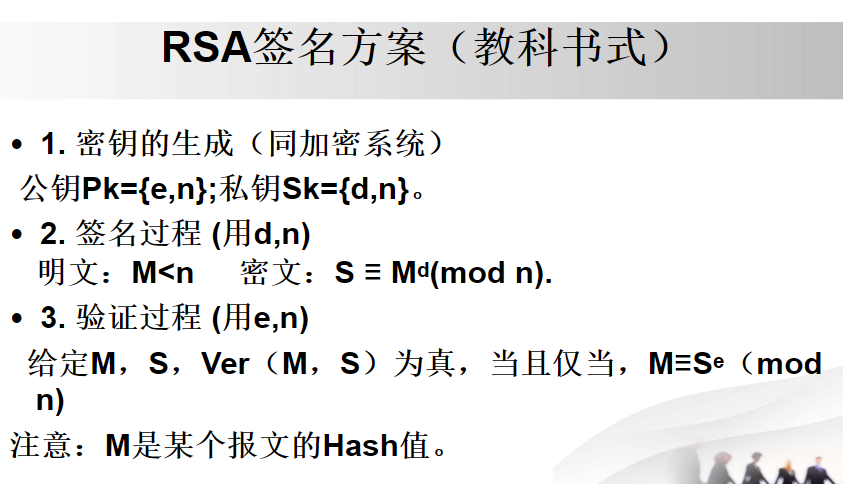 RSA签名方案（教科书式）
• 1. 密钥的生成（同加密系统）
公钥Pk={e,n};私钥Sk={d,n}。
• 2. 签名过程 (用d,n)
明文：M<n 密文：S ≡ Mᵈ(mod n).
• 3. 验证过程 (用e,n)
给定M，S，Ver（M，S）为真，当且仅当，M≡Sᵉ（mod
n)
注意：M是某个报文的Hash值。